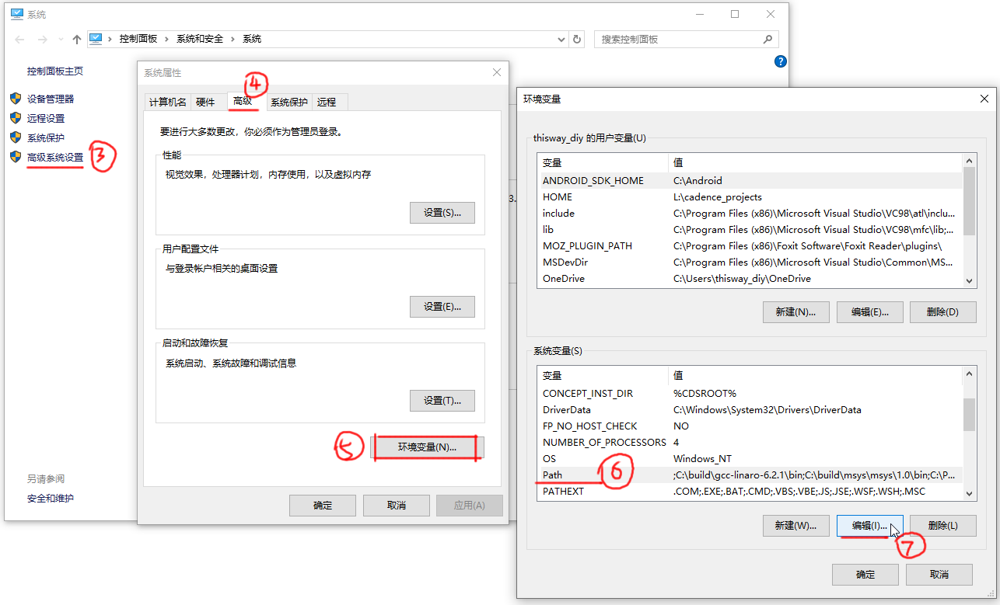 系统
控制面板 › 系统和安全 › 系统
搜索控制面板
控制面板主页
设备管理器
远程设置
系统保护
高级系统设置
③
另请参阅
安全和维护
系统属性
④
计算机名 硬件 高级 系统保护 远程
要进行大多数更改，你必须作为管理员登录。
性能
视觉效果，处理器计划，内存使用，以及虚拟内存
设置(S)...
用户配置文件
与登录帐户相关的桌面设置
设置(E)...
启动和故障恢复
系统启动、系统故障和调试信息
设置(T)...
⑤ 环境变量(N)...
确定 取消 应用(A)
3.
环境变量
thisway_diy 的用户变量(U)
变量 值
ANDROID_SDK_HOME C:\Android
HOME L:\cadence_projects
include C:\Program Files (x86)\Microsoft Visual Studio\VC98\atl\inclu...
lib C:\Program Files (x86)\Microsoft Visual Studio\VC98\mfc\lib;...
MOZ_PLUGIN_PATH C:\Program Files (x86)\Foxit Software\Foxit Reader\plugins\
MSDevDir C:\Program Files (x86)\Microsoft Visual Studio\Common\MS...
OneDrive C:\Users\thisway_diy\OneDrive
新建(N)... 编辑(E)... 删除(D)
系统变量(S)
变量 值
CONCEPT_INST_DIR %CDSROOT%
DriverData C:\Windows\System32\Drivers\DriverData
FP_NO_HOST_CHECK NO
NUMBER_OF_PROCESSORS 4
OS Windows_NT
Path ⑥ ;C:\build\gcc-linaro-6.2.1\bin;C:\build\msys\msys\1.0\bin;C:\P...
PATHEXT .COM;.EXE;.BAT;.CMD;.VBS;.VBE;.JS;.JSE;.WSF;.WSH;.MSC
新建(W)... 编辑(I)... 删除(L)
⑦
确定 取消